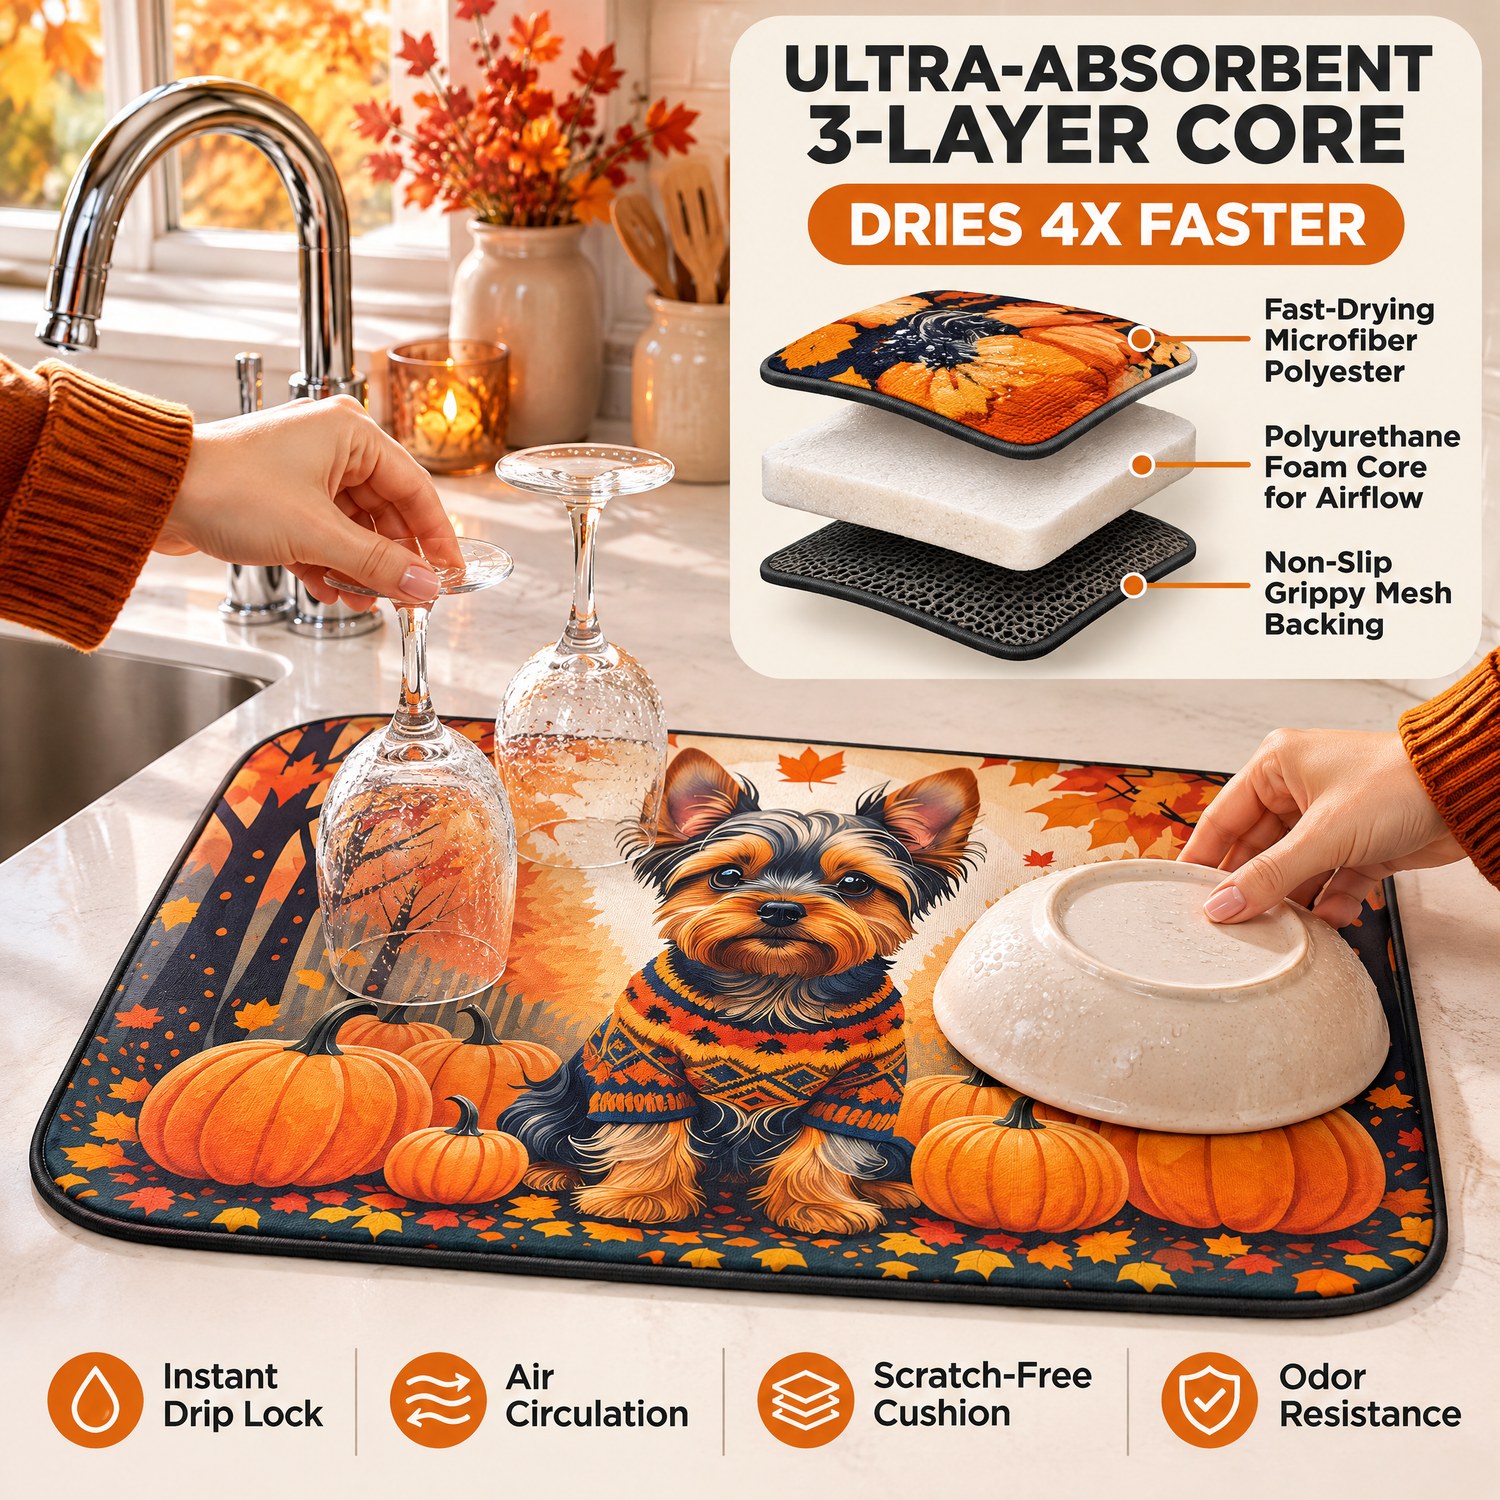 ULTRA-ABSORBENT
3-LAYER CORE
DRIES 4X FASTER
Fast-Drying
Microfiber
Polyester
Polyurethane
Foam Core
for Airflow
Non-Slip
Grippy Mesh
Backing
Instant
Drip Lock
Air
Circulation
Scratch-Free
Cushion
Odor
Resistance